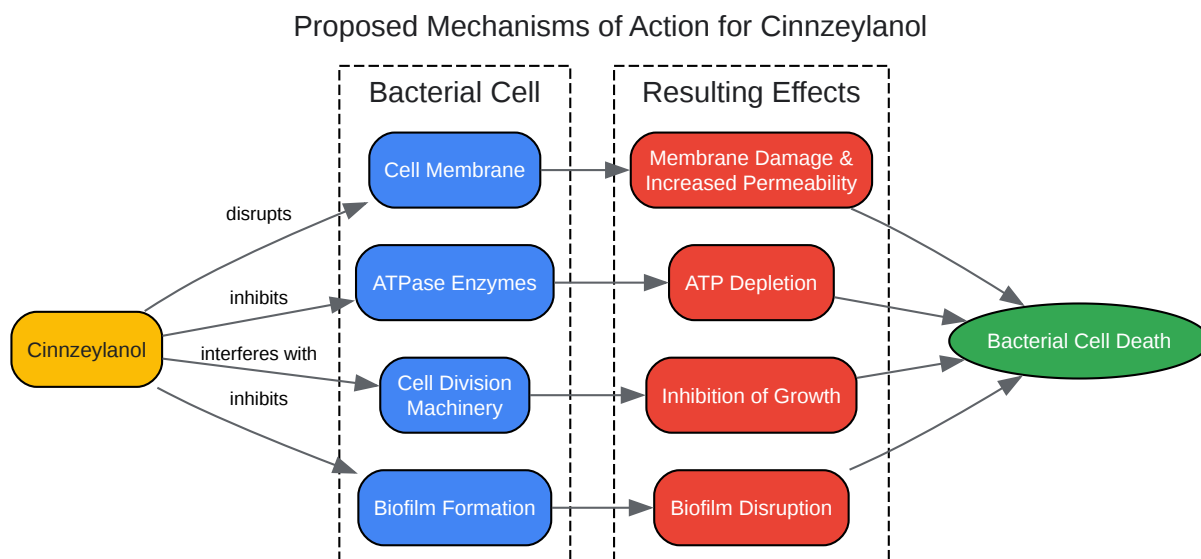 Proposed Mechanisms of Action for Cinnzeylanol
Bacterial Cell
Resulting Effects
Cell Membrane
Membrane Damage &
Increased Permeability
disrupts
ATPase Enzymes
ATP Depletion
inhibits
Cinnzeylanol
interferes with
Bacterial Cell Death
Cell Division
Machinery
Inhibition of Growth
inhibits
Biofilm Formation
Biofilm Disruption